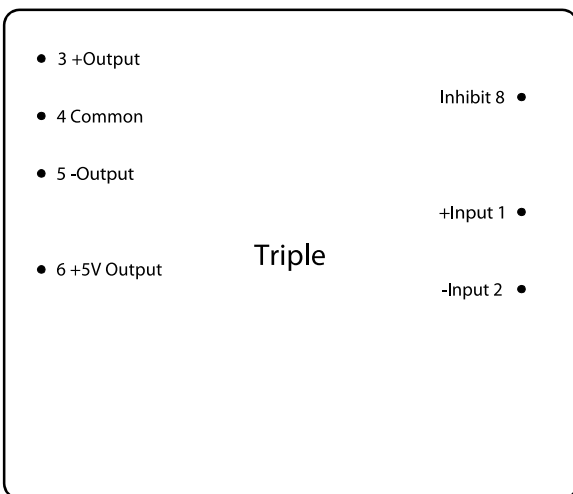 3 +Output
4 Common
5 -Output
6 +5V Output
Triple
Inhibit 8
+Input 1
-Input 2